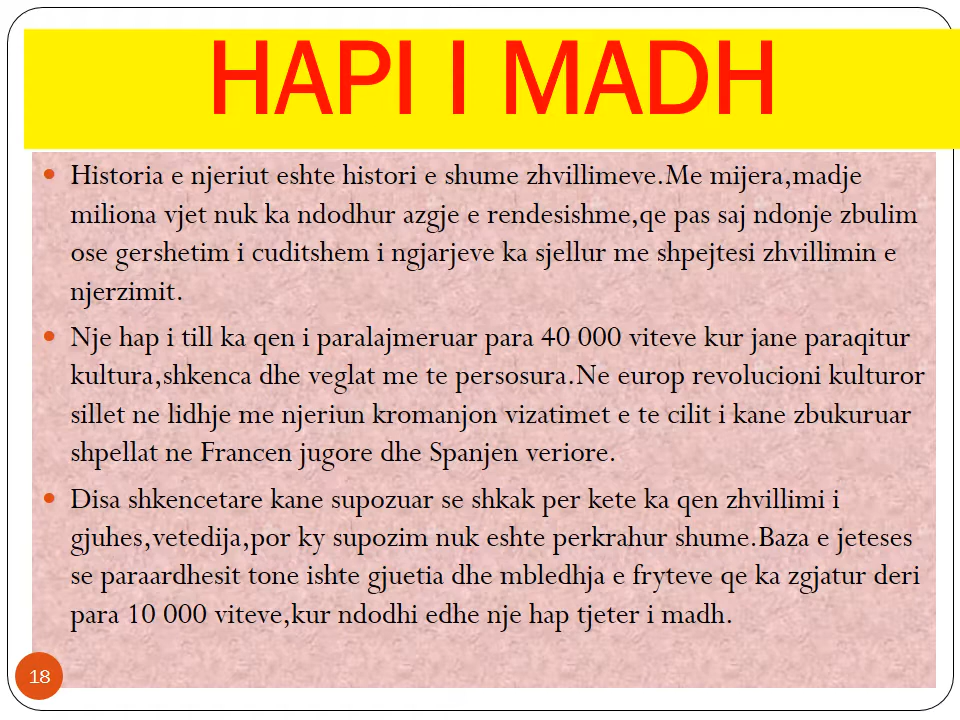 HAPI I MADH
• Historia e njeriut eshte histori e shume zhvillimeve.Me mijera,madje
miliona vjet nuk ka ndodhur azgje e rendesishme,qe pas saj ndonje zbulim
ose gershetim i cuditshem i ngjarjeve ka sjellur me shpejtesi zhvillimin e
njerzimit.
• Nje hap i till ka qen i paralajmeruar para 40 000 viteve kur jane paraqitur
kultura,shkenca dhe veglat me te persosura.Ne europ revolucioni kulturor
sillet ne lidhje me njeriun kromanjon vizatimet e te cilit i kane zbukuruar
shpellat ne Francen jugore dhe Spanjen veriore.
• Disa shkencetare kane supozuar se shkak per kete ka qen zhvillimi i
gjuhes,vetedija,por ky supozim nuk eshte perkrahur shume.Baza e jeteses
se paraardhesit tone ishte gjuetia dhe mbledhja e fryteve qe ka zgjatur deri
para 10 000 viteve,kur ndodhi edhe nje hap tjeter i madh.
18